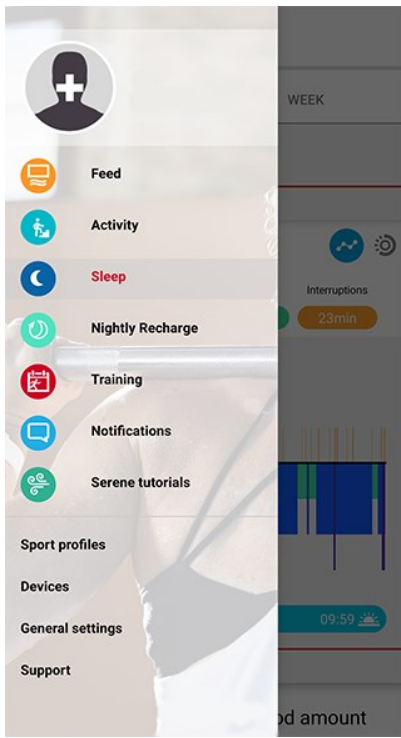 WEEK
Feed
Activity
Sleep
Interruptions
Nightly Recharge
23min
Training
Notifications
Serene tutorials
Sport profiles
Devices
General settings
09:59
Support
amount